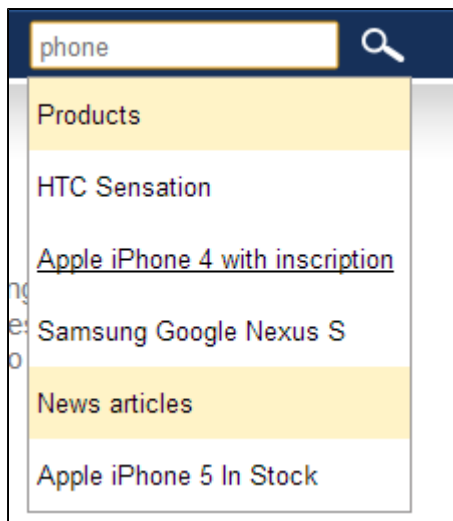 phone
Products
HTC Sensation
Apple iPhone 4 with inscription
Samsung Google Nexus S
News articles
Apple iPhone 5 In Stock